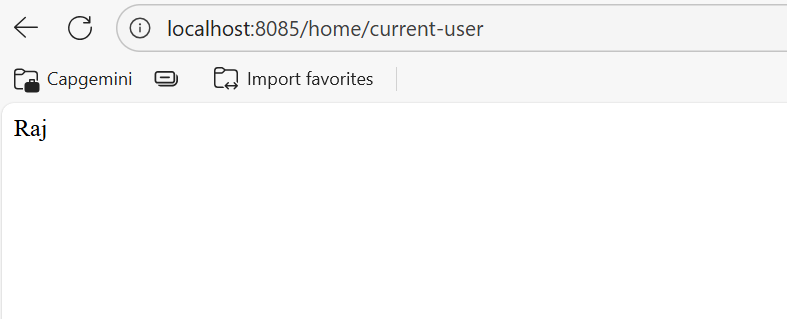 localhost:8085/home/current-user
Capgemini Import favorites
Raj